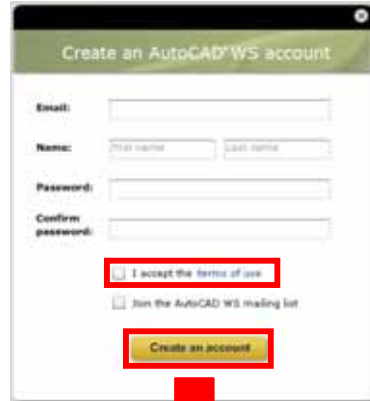 Create an AutoCAD® WS account
Email:
Name: First name Last name
Password:
Confirm
password:
I accept the terms of use
Join the AutoCAD WS mailing list
Create an account